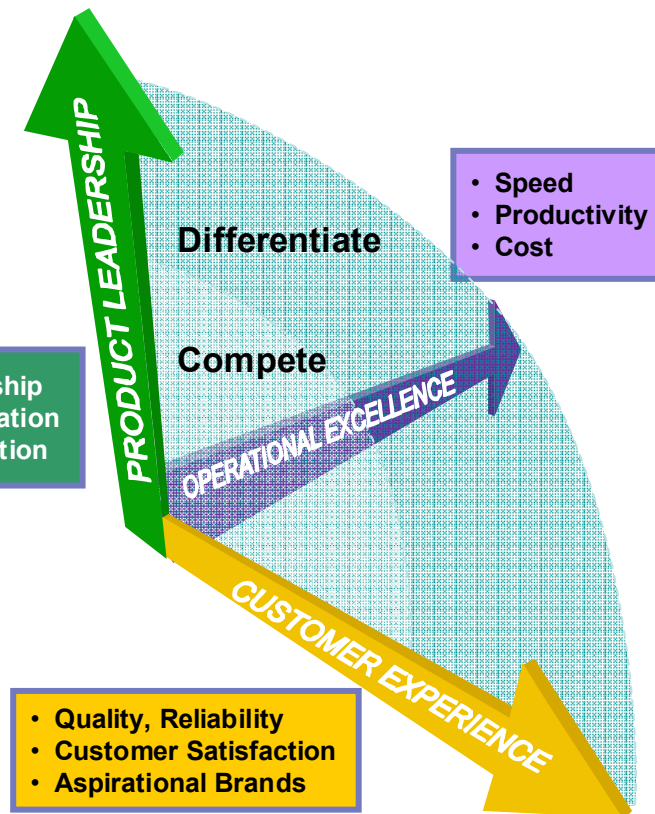 PRODUCT LEADERSHIP
Differentiate
• Speed
• Productivity
• Cost
Compete
OPERATIONAL EXCELLENCE
CUSTOMER EXPERIENCE
• Quality, Reliability
• Customer Satisfaction
• Aspirational Brands